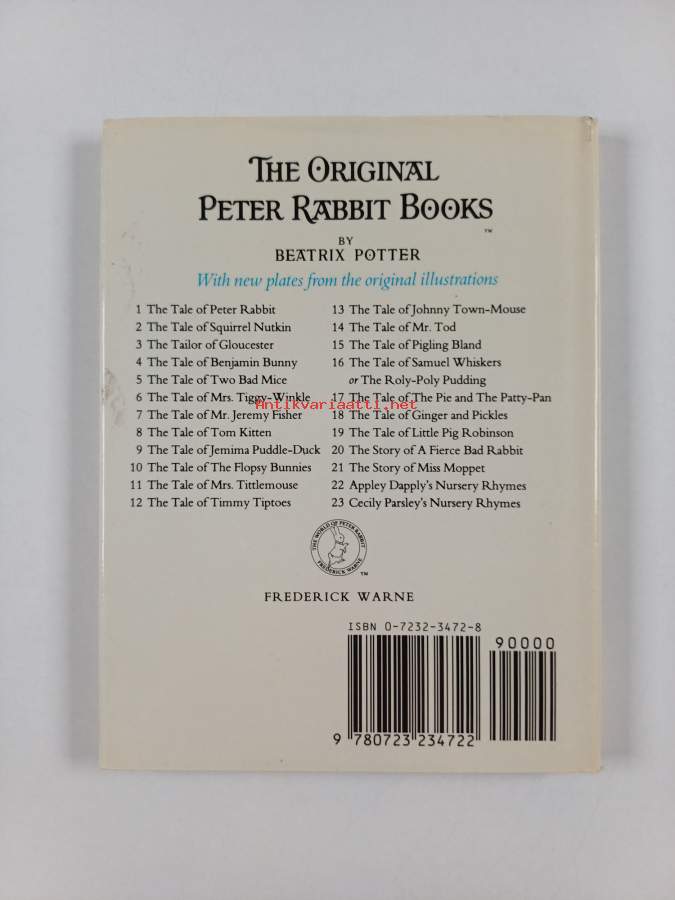 THE ORIGINAL
PETER RABBIT BOOKS
™
BY
BEATRIX POTTER
With new plates from the original illustrations
1 The Tale of Peter Rabbit
2 The Tale of Squirrel Nutkin
3 The Tailor of Gloucester
4 The Tale of Benjamin Bunny
5 The Tale of Two Bad Mice
6 The Tale of Mrs. Tiggy-Winkle
7 The Tale of Mr. Jeremy Fisher
8 The Tale of Tom Kitten
9 The Tale of Jemima Puddle-Duck
10 The Tale of The Flopsy Bunnies
11 The Tale of Mrs. Tittlemouse
12 The Tale of Timmy Tiptoes
13 The Tale of Johnny Town-Mouse
14 The Tale of Mr. Tod
15 The Tale of Pigling Bland
16 The Tale of Samuel Whiskers
or The Roly-Poly Pudding
17 The Tale of The Pie and The Patty-Pan
18 The Tale of Ginger and Pickles
19 The Tale of Little Pig Robinson
20 The Story of A Fierce Bad Rabbit
21 The Story of Miss Moppet
22 Appley Dapply's Nursery Rhymes
23 Cecily Parsley's Nursery Rhymes
Antikvariaatti.net
THE WORLD OF PETER RABBIT
FREDERICK WARNE
™
FREDERICK WARNE
ISBN 0-7232-3472-8
90000
9 780723 234722